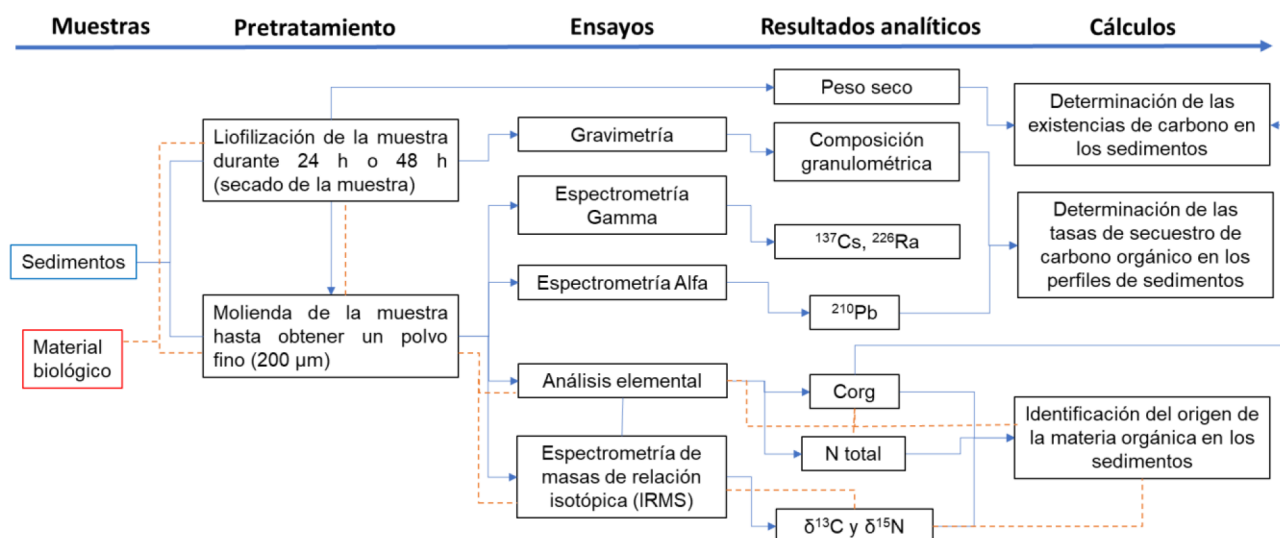 Muestras
Pretratamiento
Ensayos
Resultados analíticos
Cálculos
Sedimentos
Material
biológico
Liofilización de la muestra
durante 24 h o 48 h
(secado de la muestra)
Molienda de la muestra
hasta obtener un polvo
fino (200 µm)
Gravimetría
Espectrometría
Gamma
Espectrometría Alfa
Análisis elemental
Espectrometría de
masas de relación
isotópica (IRMS)
Peso seco
Composición
granulométrica
¹³⁷Cs, ²²⁶Ra
²¹⁰Pb
Corg
N total
δ¹³C y δ¹⁵N
Determinación de las
existencias de carbono en
los sedimentos
Determinación de las
tasas de secuestro de
carbono orgánico en los
perfiles de sedimentos
Identificación del origen de
la materia orgánica en los
sedimentos